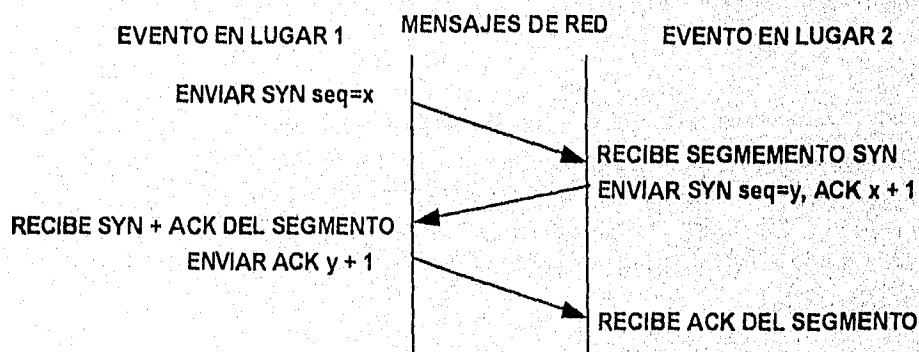 EVENTO EN LUGAR 1
MENSAJES DE RED
EVENTO EN LUGAR 2
ENVIAR SYN seq=x
RECIBE SEGMEMENTO SYN
ENVIAR SYN seq=y, ACK x + 1
RECIBE SYN + ACK DEL SEGMENTO
ENVIAR ACK y + 1
RECIBE ACK DEL SEGMENTO